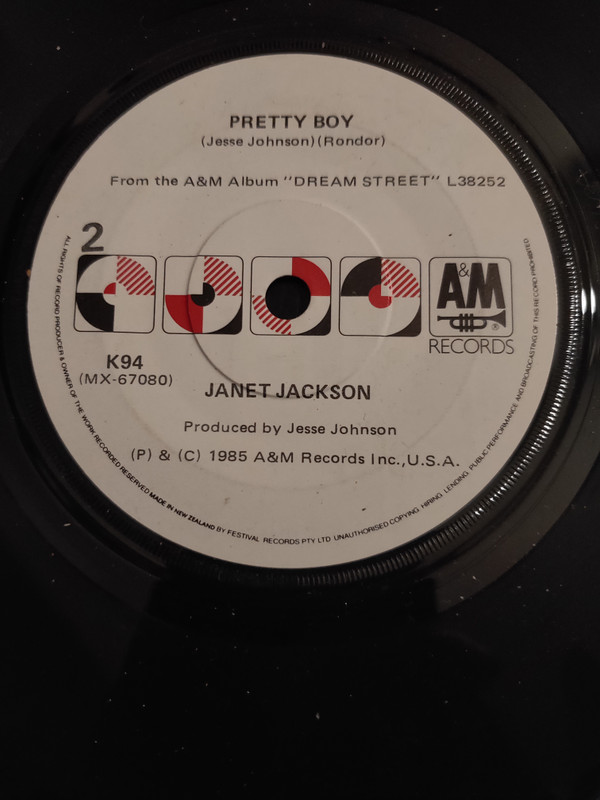 PRETTY BOY
(Jesse Johnson) (Rondor)
From the A&M Album "DREAM STREET" L38252
2
A&M
®
RECORDS
K94
(MX-67080)
JANET JACKSON
Produced by Jesse Johnson
(P) & (C) 1985 A&M Records Inc.,U.S.A.
ALL RIGHTS OF RECORD PRODUCER & OWNER OF THE WORK RECORDED RESERVED MADE IN NEW ZEALAND BY FESTIVAL RECORDS PTY LTD UNAUTHORISED COPYING. HIRING. LENDING. PUBLIC PERFORMANCE AND BROADCASTING OF THIS RECORD PROHIBITED